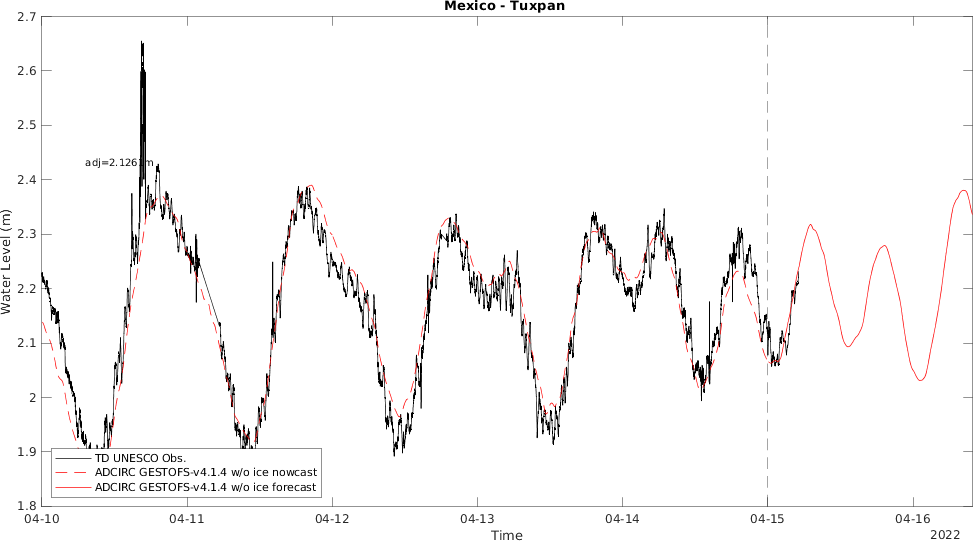 Mexico - Tuxpan
2.7
2.6
2.5
2.4
2.3
2.2
2.1
2
1.9
1.8
Water Level (m)
adj=2.1261m
TD UNESCO Obs.
ADCIRC GESTOFS-v4.1.4 w/o ice nowcast
ADCIRC GESTOFS-v4.1.4 w/o ice forecast
04-10
04-11
04-12
04-13
04-14
04-15
04-16
Time
2022